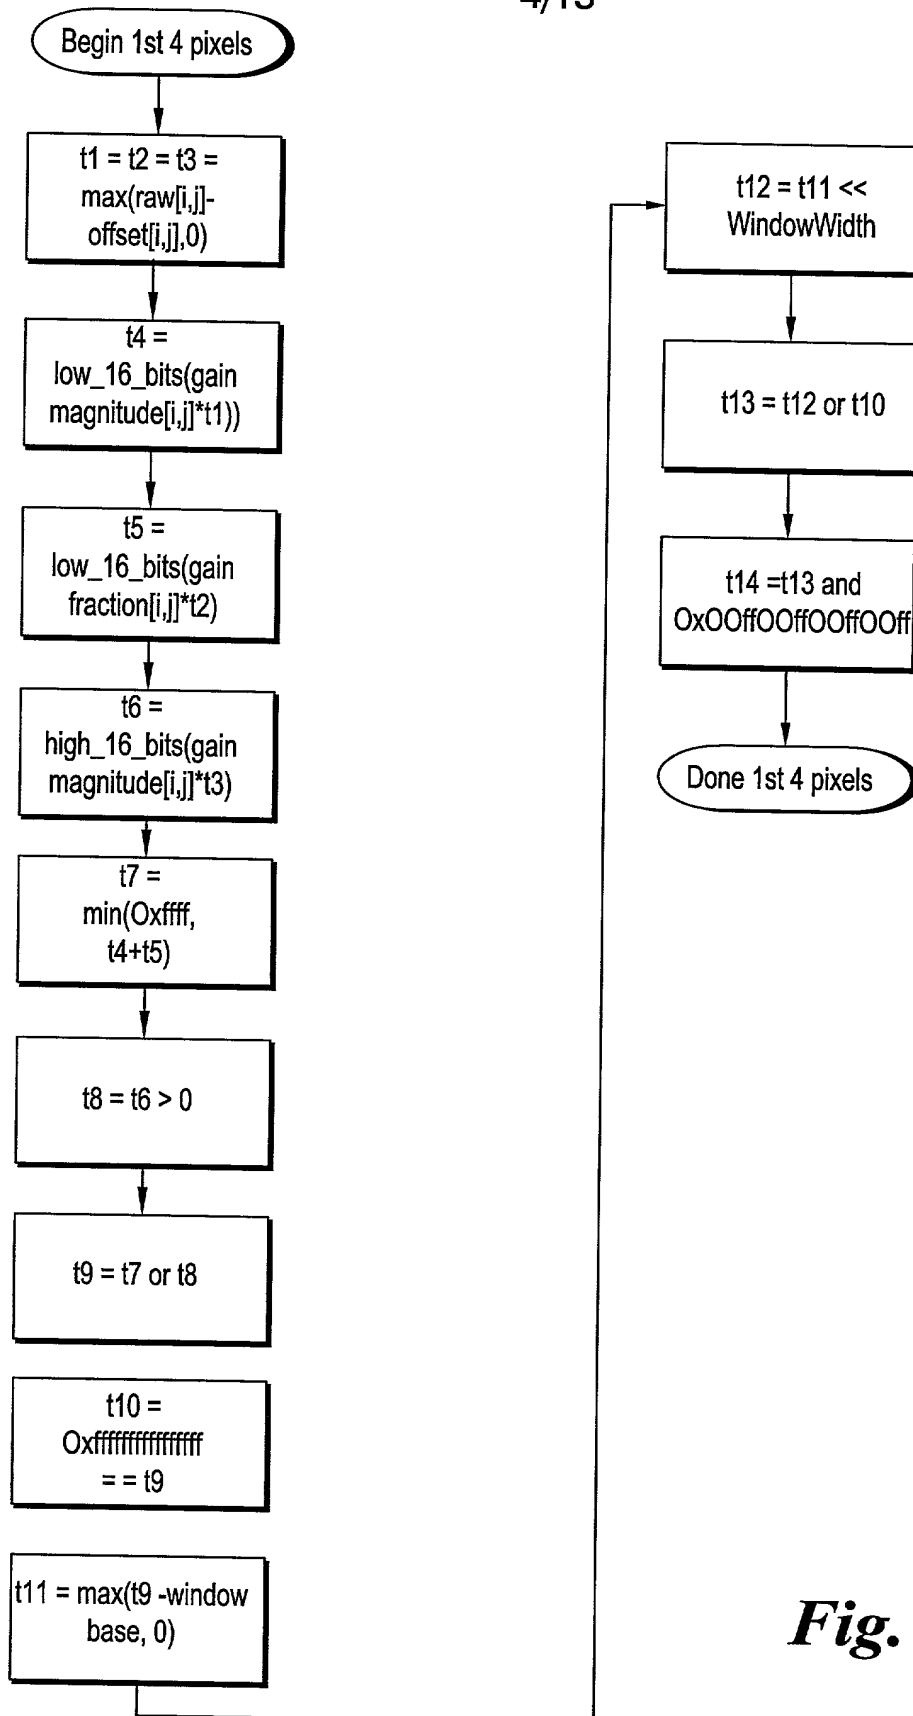 4/13
Begin 1st 4 pixels
t1 = t2 = t3 =
max(raw[i,j]-
offset[i,j],0)
t4 =
low_16_bits(gain
magnitude[i,j]*t1))
t5 =
low_16_bits(gain
fraction[i,j]*t2)
t6 =
high_16_bits(gain
magnitude[i,j]*t3)
t7 =
min(0xffff,
t4+t5)
t8 = t6 > 0
t9 = t7 or t8
t10 =
0xffffffffffffffff
= = t9
t11 = max(t9 -window
base, 0)
t12 = t11 <<
WindowWidth
t13 = t12 or t10
t14 =t13 and
0x00ff00ff00ff00ff
Done 1st 4 pixels
Fig.